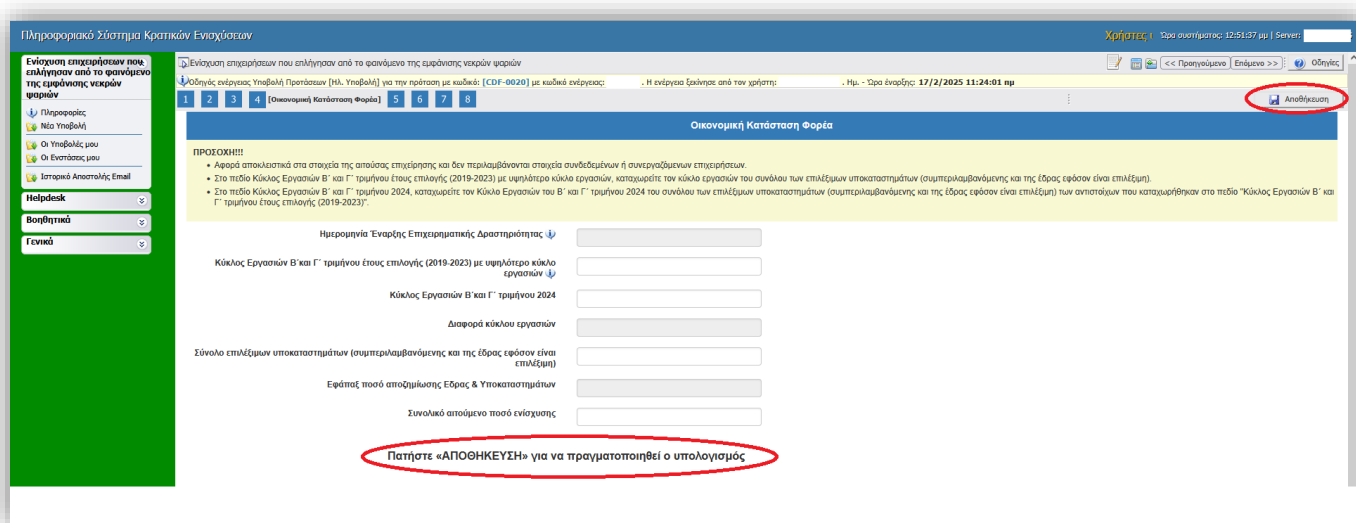 Πληροφοριακό Σύστημα Κρατικών Ενισχύσεων
Χρήστες: Ώρα συστήματος: 12:51:37 μμ | Server:
Ενίσχυση επιχειρήσεων που επλήγησαν από το φαινόμενο της εμφάνισης νεκρών ψαριών
Πληροφορίες
Νέα Υποβολή
Οι Υποβολές μου
Οι Ενστάσεις μου
Ιστορικό Αποστολής Email
Helpdesk
Βοηθητικά
Γενικά
Ενίσχυση επιχειρήσεων που επλήγησαν από το φαινόμενο της εμφάνισης νεκρών ψαριών
<< Προηγούμενο Επόμενο >> Οδηγίες
Οδηγός ενέργειας Υποβολή Προτάσεων [Ηλ. Υποβολή] για την πρόταση με κωδικό: [CDF-0020] με κωδικό ενέργειας: . Η ενέργεια ξεκίνησε από τον χρήστη: . Ημ. - Ώρα έναρξης: 17/2/2025 11:24:01 πμ
1 2 3 4 [Οικονομική Κατάσταση Φορέα] 5 6 7 8
Αποθήκευση
Οικονομική Κατάσταση Φορέα
ΠΡΟΣΟΧΗ!!!
• Αφορά αποκλειστικά στα στοιχεία της αιτούσας επιχείρησης και δεν περιλαμβάνονται στοιχεία συνδεδεμένων ή συνεργαζόμενων επιχειρήσεων.
• Στο πεδίο Κύκλος Εργασιών Β΄ και Γ΄ τριμήνου έτους επιλογής (2019-2023) με υψηλότερο κύκλο εργασιών, καταχωρείτε τον κύκλο εργασιών του συνόλου των επιλέξιμων υποκαταστημάτων (συμπεριλαμβανόμενης και της έδρας εφόσον είναι επιλέξιμη).
• Στο πεδίο Κύκλος Εργασιών Β΄ και Γ΄ τριμήνου 2024, καταχωρείτε τον Κύκλο Εργασιών του Β΄ και Γ΄ τριμήνου 2024 του συνόλου των επιλέξιμων υποκαταστημάτων (συμπεριλαμβανόμενης και της έδρας εφόσον είναι επιλέξιμη) των αντιστοίχων που καταχωρήθηκαν στο πεδίο "Κύκλος Εργασιών Β΄ και
Γ΄ τριμήνου έτους επιλογής (2019-2023)".
Ημερομηνία Έναρξης Επιχειρηματικής Δραστηριότητας
Κύκλος Εργασιών Β΄και Γ΄ τριμήνου έτους επιλογής (2019-2023) με υψηλότερο κύκλο
εργασιών
Κύκλος Εργασιών Β΄και Γ΄ τριμήνου 2024
Διαφορά κύκλου εργασιών
Σύνολο επιλέξιμων υποκαταστημάτων (συμπεριλαμβανόμενης και της έδρας εφόσον είναι
επιλέξιμη)
Εφάπαξ ποσό αποζημίωσης Εδρας & Υποκαταστημάτων
Συνολικό αιτούμενο ποσό ενίσχυσης
Πατήστε «ΑΠΟΘΗΚΕΥΣΗ» για να πραγματοποιηθεί ο υπολογισμός